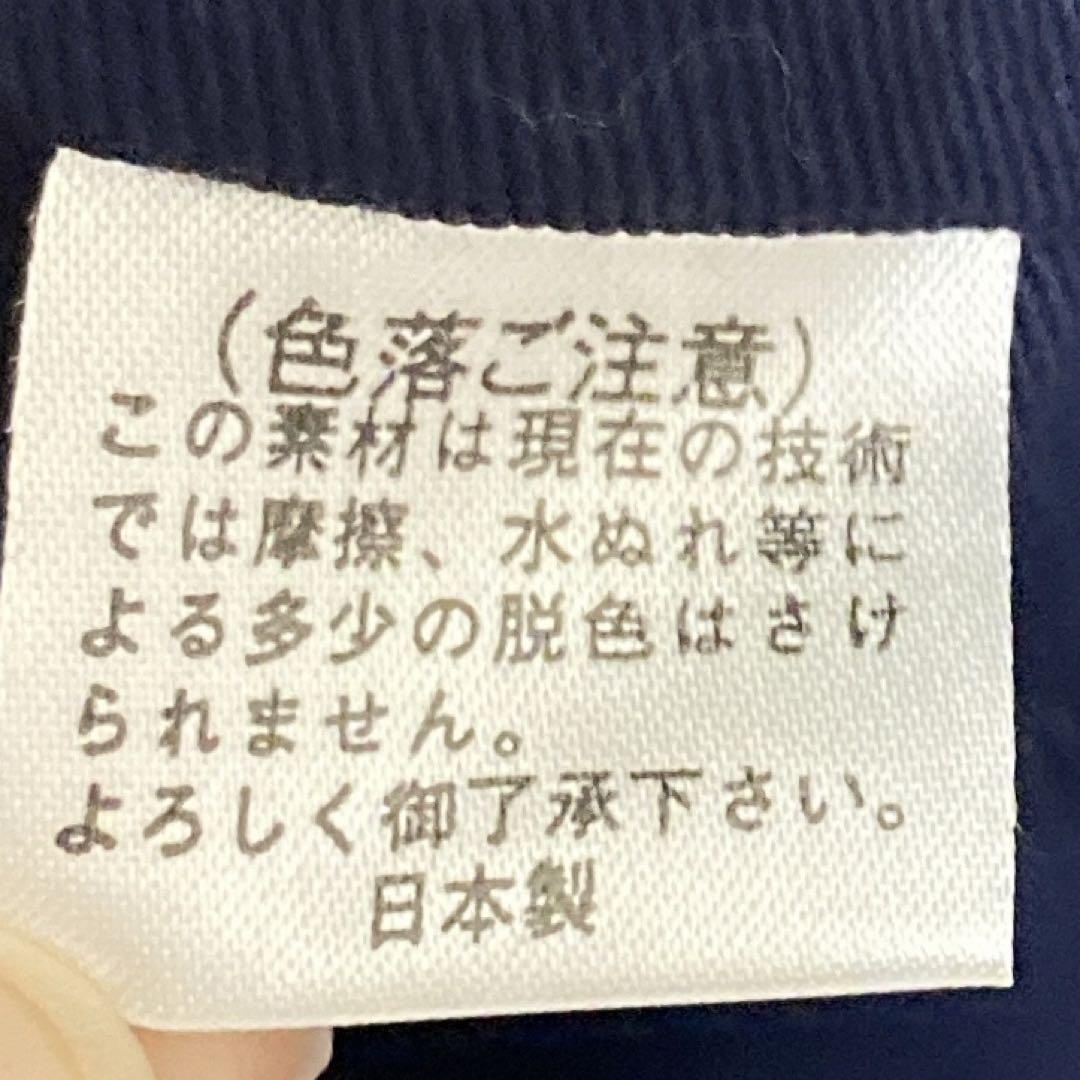 (色落ご注意)
この素材は現在の技術
では摩擦、水ぬれ等に
よる多少の脱色はさけ
られません。
よろしく御了承下さい。
日本製